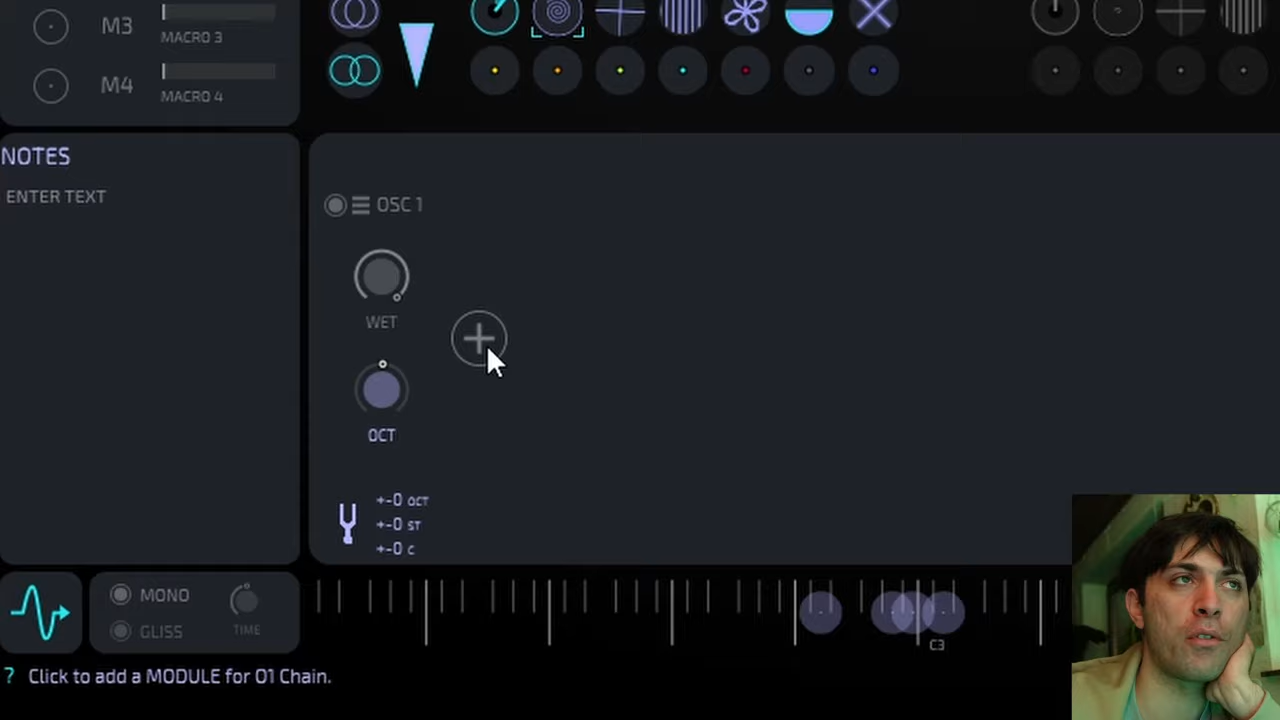 M3
MACRO 3
M4
MACRO 4
NOTES
ENTER TEXT
OSC 1
WET
OCT
+-0 OCT
+-0 ST
+-0 C
MONO
GLISS
TIME
C3
? Click to add a MODULE for O1 Chain.